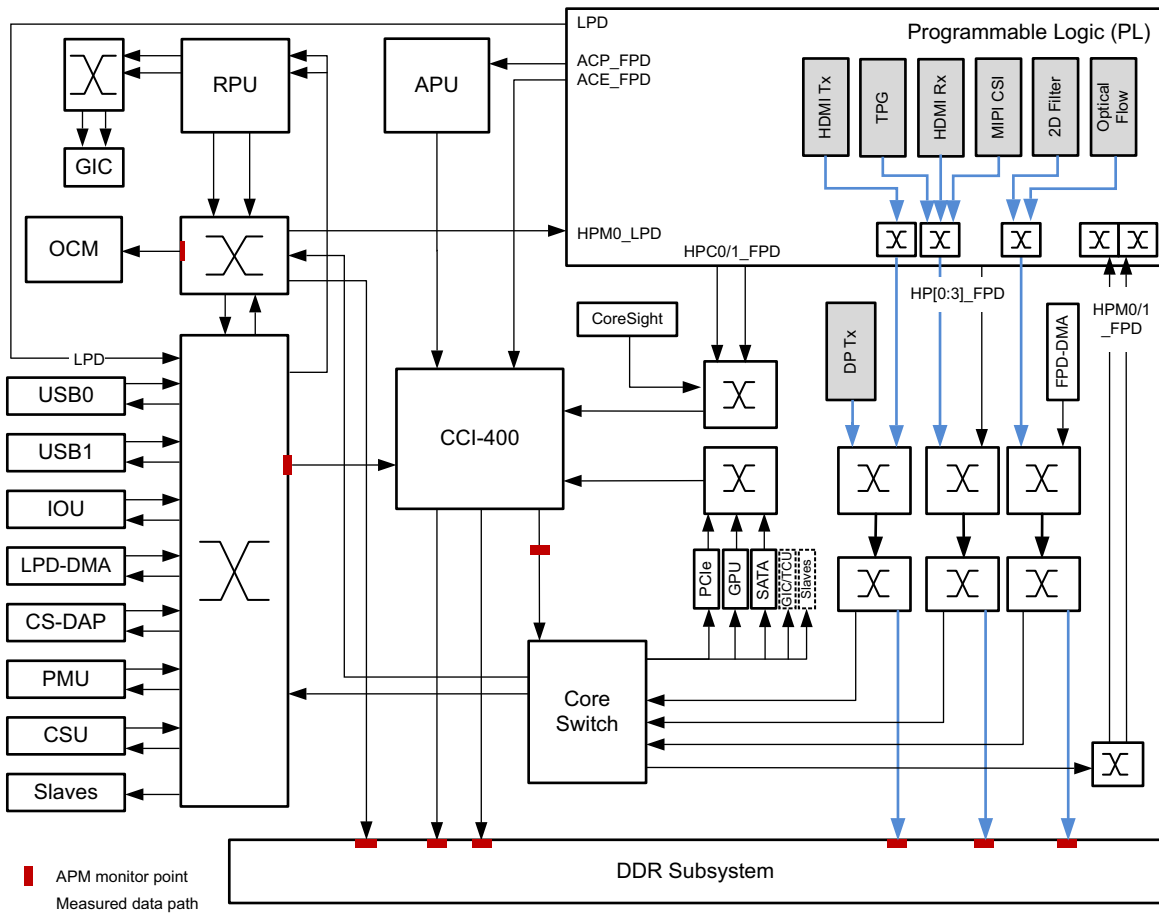 LPD
Programmable Logic (PL)
ACP_FPD
ACE_FPD
RPU
APU
HDMI Tx
TPG
HDMI Rx
MIPI CSI
2D Filter
Optical
Flow
GIC
OCM
HPM0_LPD
HPC0/1_FPD
HP[0:3]_FPD
HPM0/1
_FPD
CoreSight
DP Tx
FPD-DMA
LPD
USB0
USB1
IOU
LPD-DMA
CS-DAP
PMU
CSU
Slaves
CCI-400
PCIe
GPU
SATA
GIC/TCU
Slaves
Core
Switch
DDR Subsystem
APM monitor point
Measured data path